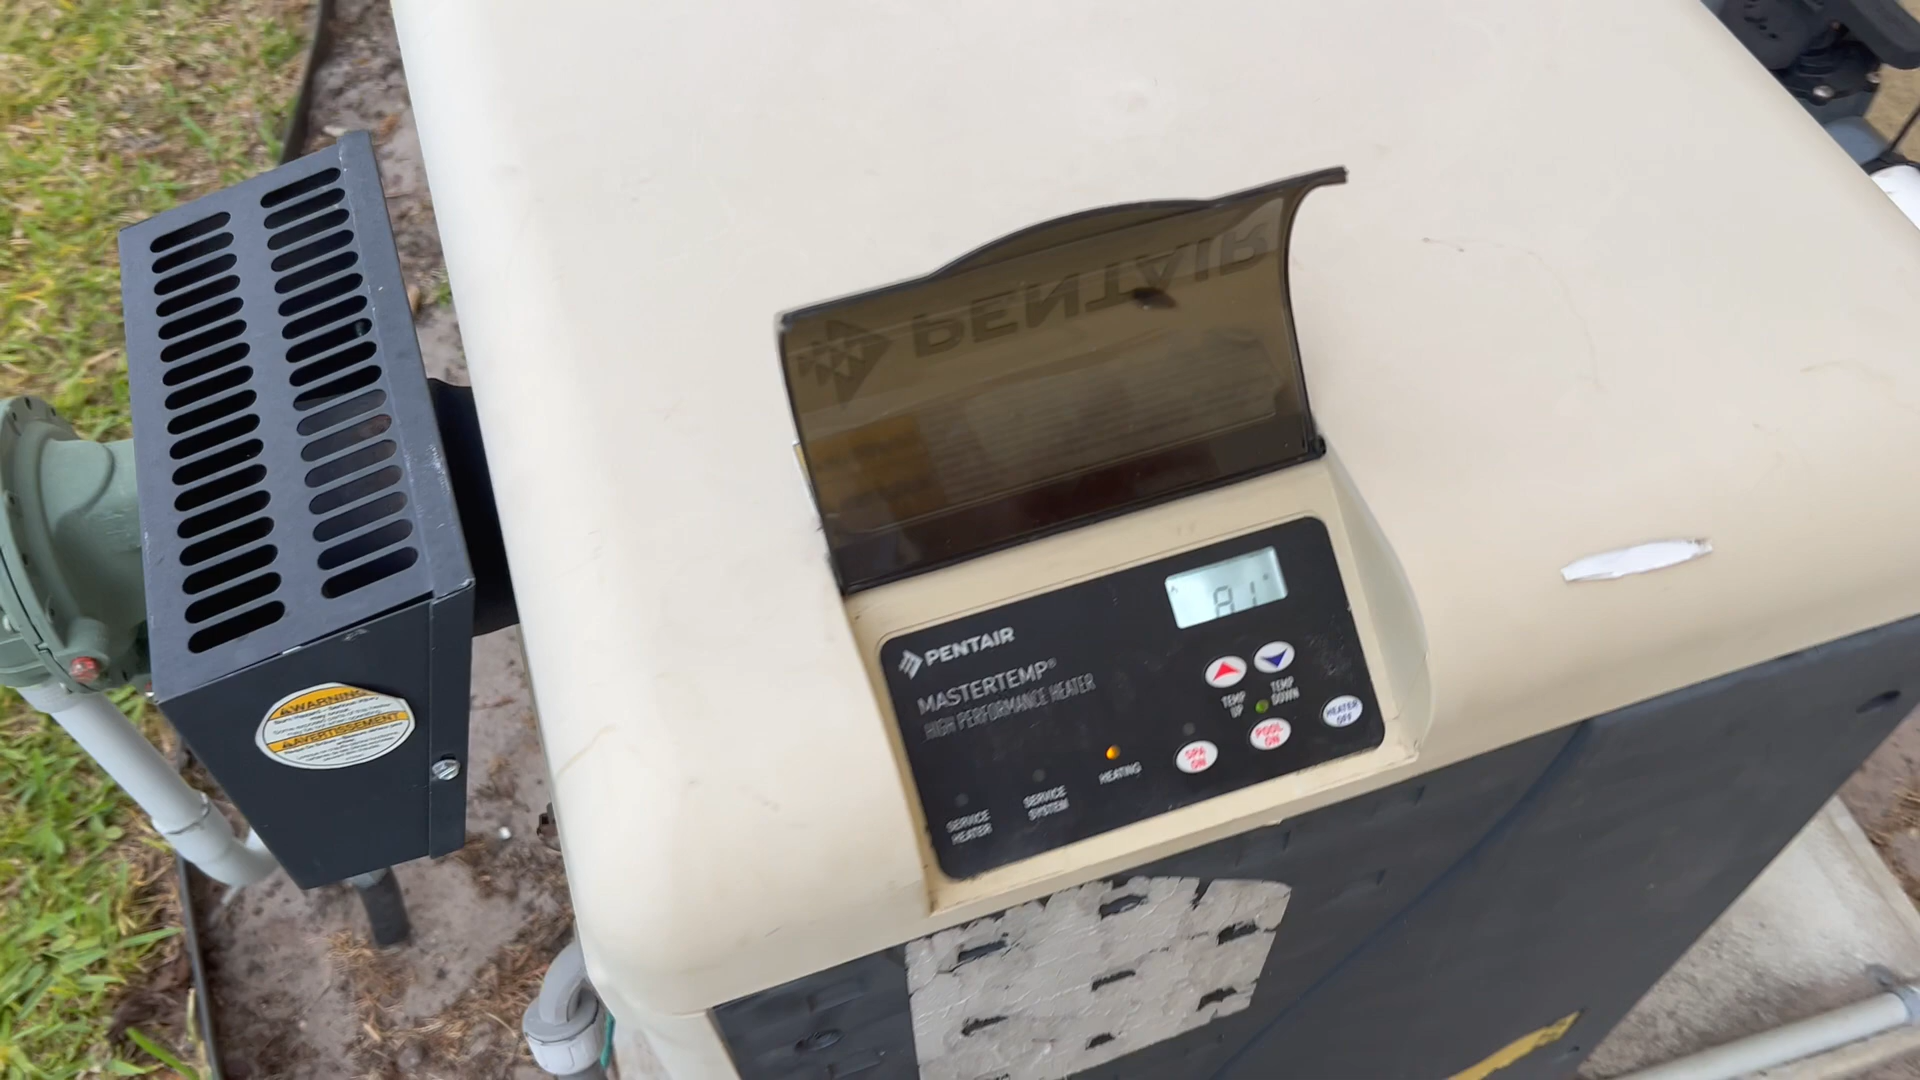 PENTAIR
81°
PENTAIR
MASTERTEMP®
HIGH PERFORMANCE HEATER
TEMP UP
TEMP DOWN
HEATER OFF
POOL ON
SPA ON
HEATING
SERVICE SYSTEM
SERVICE HEATER
WARNING
AVERTISSEMENT